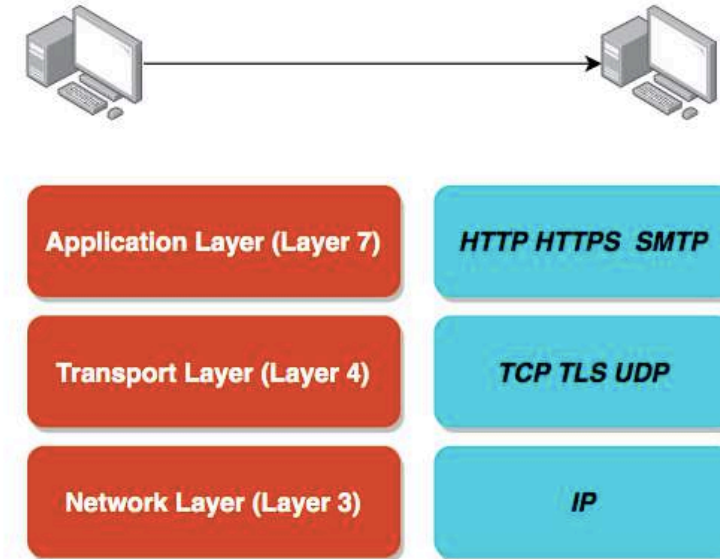 Application Layer (Layer 7)
HTTP HTTPS SMTP
Transport Layer (Layer 4)
TCP TLS UDP
Network Layer (Layer 3)
IP